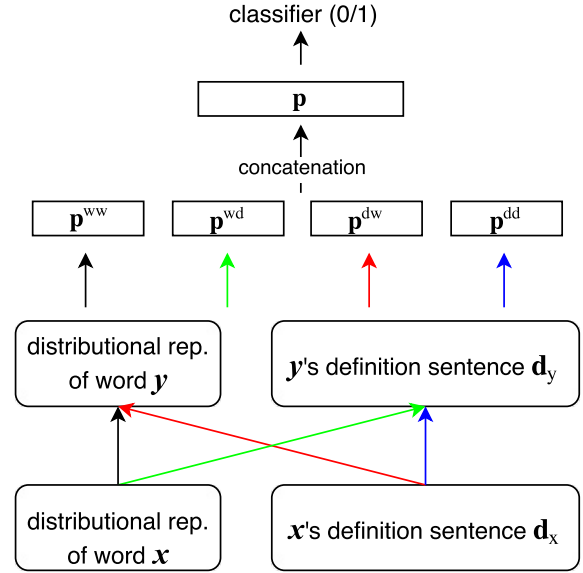 classifier (0/1)
p
concatenation
p^ww p^wd p^dw p^dd
distributional rep.
of word y
y's definition sentence d_y
distributional rep.
of word x
x's definition sentence d_x